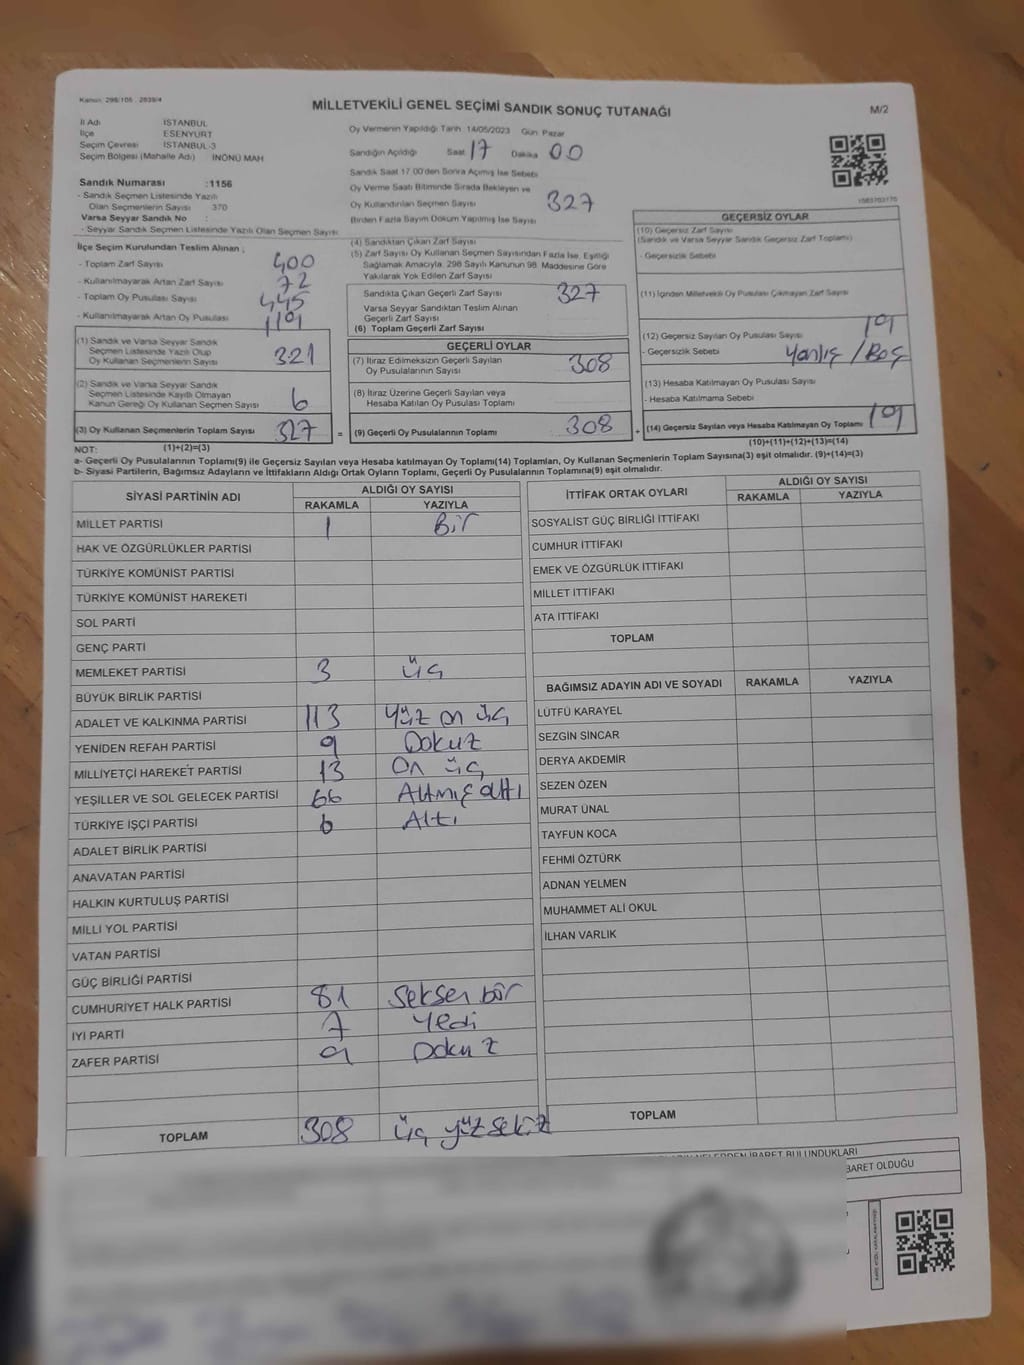 Kanun: 298/105 , 2839/4
MİLLETVEKİLİ GENEL SEÇİMİ SANDIK SONUÇ TUTANAĞI
M/2
İl Adı İSTANBUL
İlçe ESENYURT
Seçim Çevresi İSTANBUL-3
Seçim Bölgesi (Mahalle Adı) İNÖNÜ MAH
Sandık Numarası :1156
- Sandık Seçmen Listesinde Yazılı
Olan Seçmenlerin Sayısı 370
Varsa Seyyar Sandık No :
- Seyyar Sandık Seçmen Listesinde Yazılı Olan Seçmen Sayısı:
Oy Vermenin Yapıldığı Tarih 14/05/2023 Gün Pazar
Sandığın Açıldığı Saat 17 Dakika 00
Sandık Saat 17 00'den Sonra Açılmış İse Sebebi
Oy Verme Saati Bitiminde Sırada Bekleyen ve
Oy Kullandırılan Seçmen Sayısı 327
Birden Fazla Sayım Döküm Yapılmış İse Sayısı
İlçe Seçim Kurulundan Teslim Alınan ;
- Toplam Zarf Sayısı 400
- Kullanılmayarak Artan Zarf Sayısı 72
- Toplam Oy Pusulası Sayısı 445
- Kullanılmayarak Artan Oy Pusulası
(1) Sandık ve Varsa Seyyar Sandık
Seçmen Listesinde Yazılı Olup
Oy Kullanan Seçmenlerin Sayısı 321
(2) Sandık ve Varsa Seyyar Sandık
Seçmen Listesinde Kayıtlı Olmayan
Kanun Gereği Oy Kullanan Seçmen Sayısı 6
(3) Oy Kullanan Seçmenlerin Toplam Sayısı 327
(4) Sandıktan Çıkan Zarf Sayısı
(5) Zarf Sayısı Oy Kullanan Seçmen Sayısından Fazla İse, Eşitliği
Sağlamak Amacıyla, 298 Sayılı Kanunun 98. Maddesine Göre
Yakılarak Yok Edilen Zarf Sayısı
Sandıkta Çıkan Geçerli Zarf Sayısı 327
Varsa Seyyar Sandıktan Teslim Alınan
Geçerli Zarf Sayısı
(6) Toplam Geçerli Zarf Sayısı
GEÇERLİ OYLAR
(7) İtiraz Edilmeksizin Geçerli Sayılan
Oy Pusulalarının Sayısı 308
(8) İtiraz Üzerine Geçerli Sayılan veya
Hesaba Katılan Oy Pusulası Toplamı
= (9) Geçerli Oy Pusulalarının Toplamı 308
GEÇERSİZ OYLAR
(10) Geçersiz Zarf Sayısı
(Sandık ve Varsa Seyyar Sandık Geçersiz Zarf Toplamı)
- Geçersizlik Sebebi
(11) İçinden Milletvekili Oy Pusulası Çıkmayan Zarf Sayısı
(12) Geçersiz Sayılan Oy Pusulası Sayısı 19
- Geçersizlik Sebebi Yanlış / Boş
(13) Hesaba Katılmayan Oy Pusulası Sayısı
- Hesaba Katılmama Sebebi
+ (14) Geçersiz Sayılan veya Hesaba Katılmayan Oy Toplamı 19
NOT: (1)+(2)=(3)
(10)+(11)+(12)+(13)=(14)
a- Geçerli Oy Pusulalarının Toplamı(9) ile Geçersiz Sayılan veya Hesaba katılmayan Oy Toplamı(14) Toplamları, Oy Kullanan Seçmenlerin Toplam Sayısına(3) eşit olmalıdır. (9)+(14)=(3)
b- Siyasi Partilerin, Bağımsız Adayların ve İttifakların Aldığı Ortak Oyların Toplamı, Geçerli Oy Pusulalarının Toplamına(9) eşit olmalıdır.
SİYASİ PARTİNİN ADI ALDIĞI OY SAYISI
RAKAMLA YAZIYLA
MİLLET PARTİSİ 1 Bir
HAK VE ÖZGÜRLÜKLER PARTİSİ
TÜRKİYE KOMÜNİST PARTİSİ
TÜRKİYE KOMÜNİST HAREKETİ
SOL PARTİ
GENÇ PARTİ
MEMLEKET PARTİSİ 3 üç
BÜYÜK BİRLİK PARTİSİ
ADALET VE KALKINMA PARTİSİ 113 Yüz on üç
YENİDEN REFAH PARTİSİ 9 Dokuz
MİLLİYETÇİ HAREKET PARTİSİ 13 On üç
YEŞİLLER VE SOL GELECEK PARTİSİ 66 Altmış altı
TÜRKİYE İŞÇİ PARTİSİ 6 Altı
ADALET BİRLİK PARTİSİ
ANAVATAN PARTİSİ
HALKIN KURTULUŞ PARTİSİ
MİLLİ YOL PARTİSİ
VATAN PARTİSİ
GÜÇ BİRLİĞİ PARTİSİ
CUMHURİYET HALK PARTİSİ 81 Seksen bir
İYİ PARTİ 7 Yedi
ZAFER PARTİSİ 9 Dokuz
TOPLAM 308 üç yüz sekiz
İTTİFAK ORTAK OYLARI ALDIĞI OY SAYISI
RAKAMLA YAZIYLA
SOSYALİST GÜÇ BİRLİĞİ İTTİFAKI
CUMHUR İTTİFAKI
EMEK VE ÖZGÜRLÜK İTTİFAKI
MİLLET İTTİFAKI
ATA İTTİFAKI
TOPLAM
BAĞIMSIZ ADAYIN ADI VE SOYADI RAKAMLA YAZIYLA
LÜTFÜ KARAYEL
SEZGİN SİNCAR
DERYA AKDEMİR
SEZEN ÖZEN
MURAT ÜNAL
TAYFUN KOCA
FEHMİ ÖZTÜRK
ADNAN YELMEN
MUHAMMET ALİ OKUL
İLHAN VARLIK
TOPLAM
NELERDEN İBARET BULUNDUKLARI
İBARET OLDUĞU